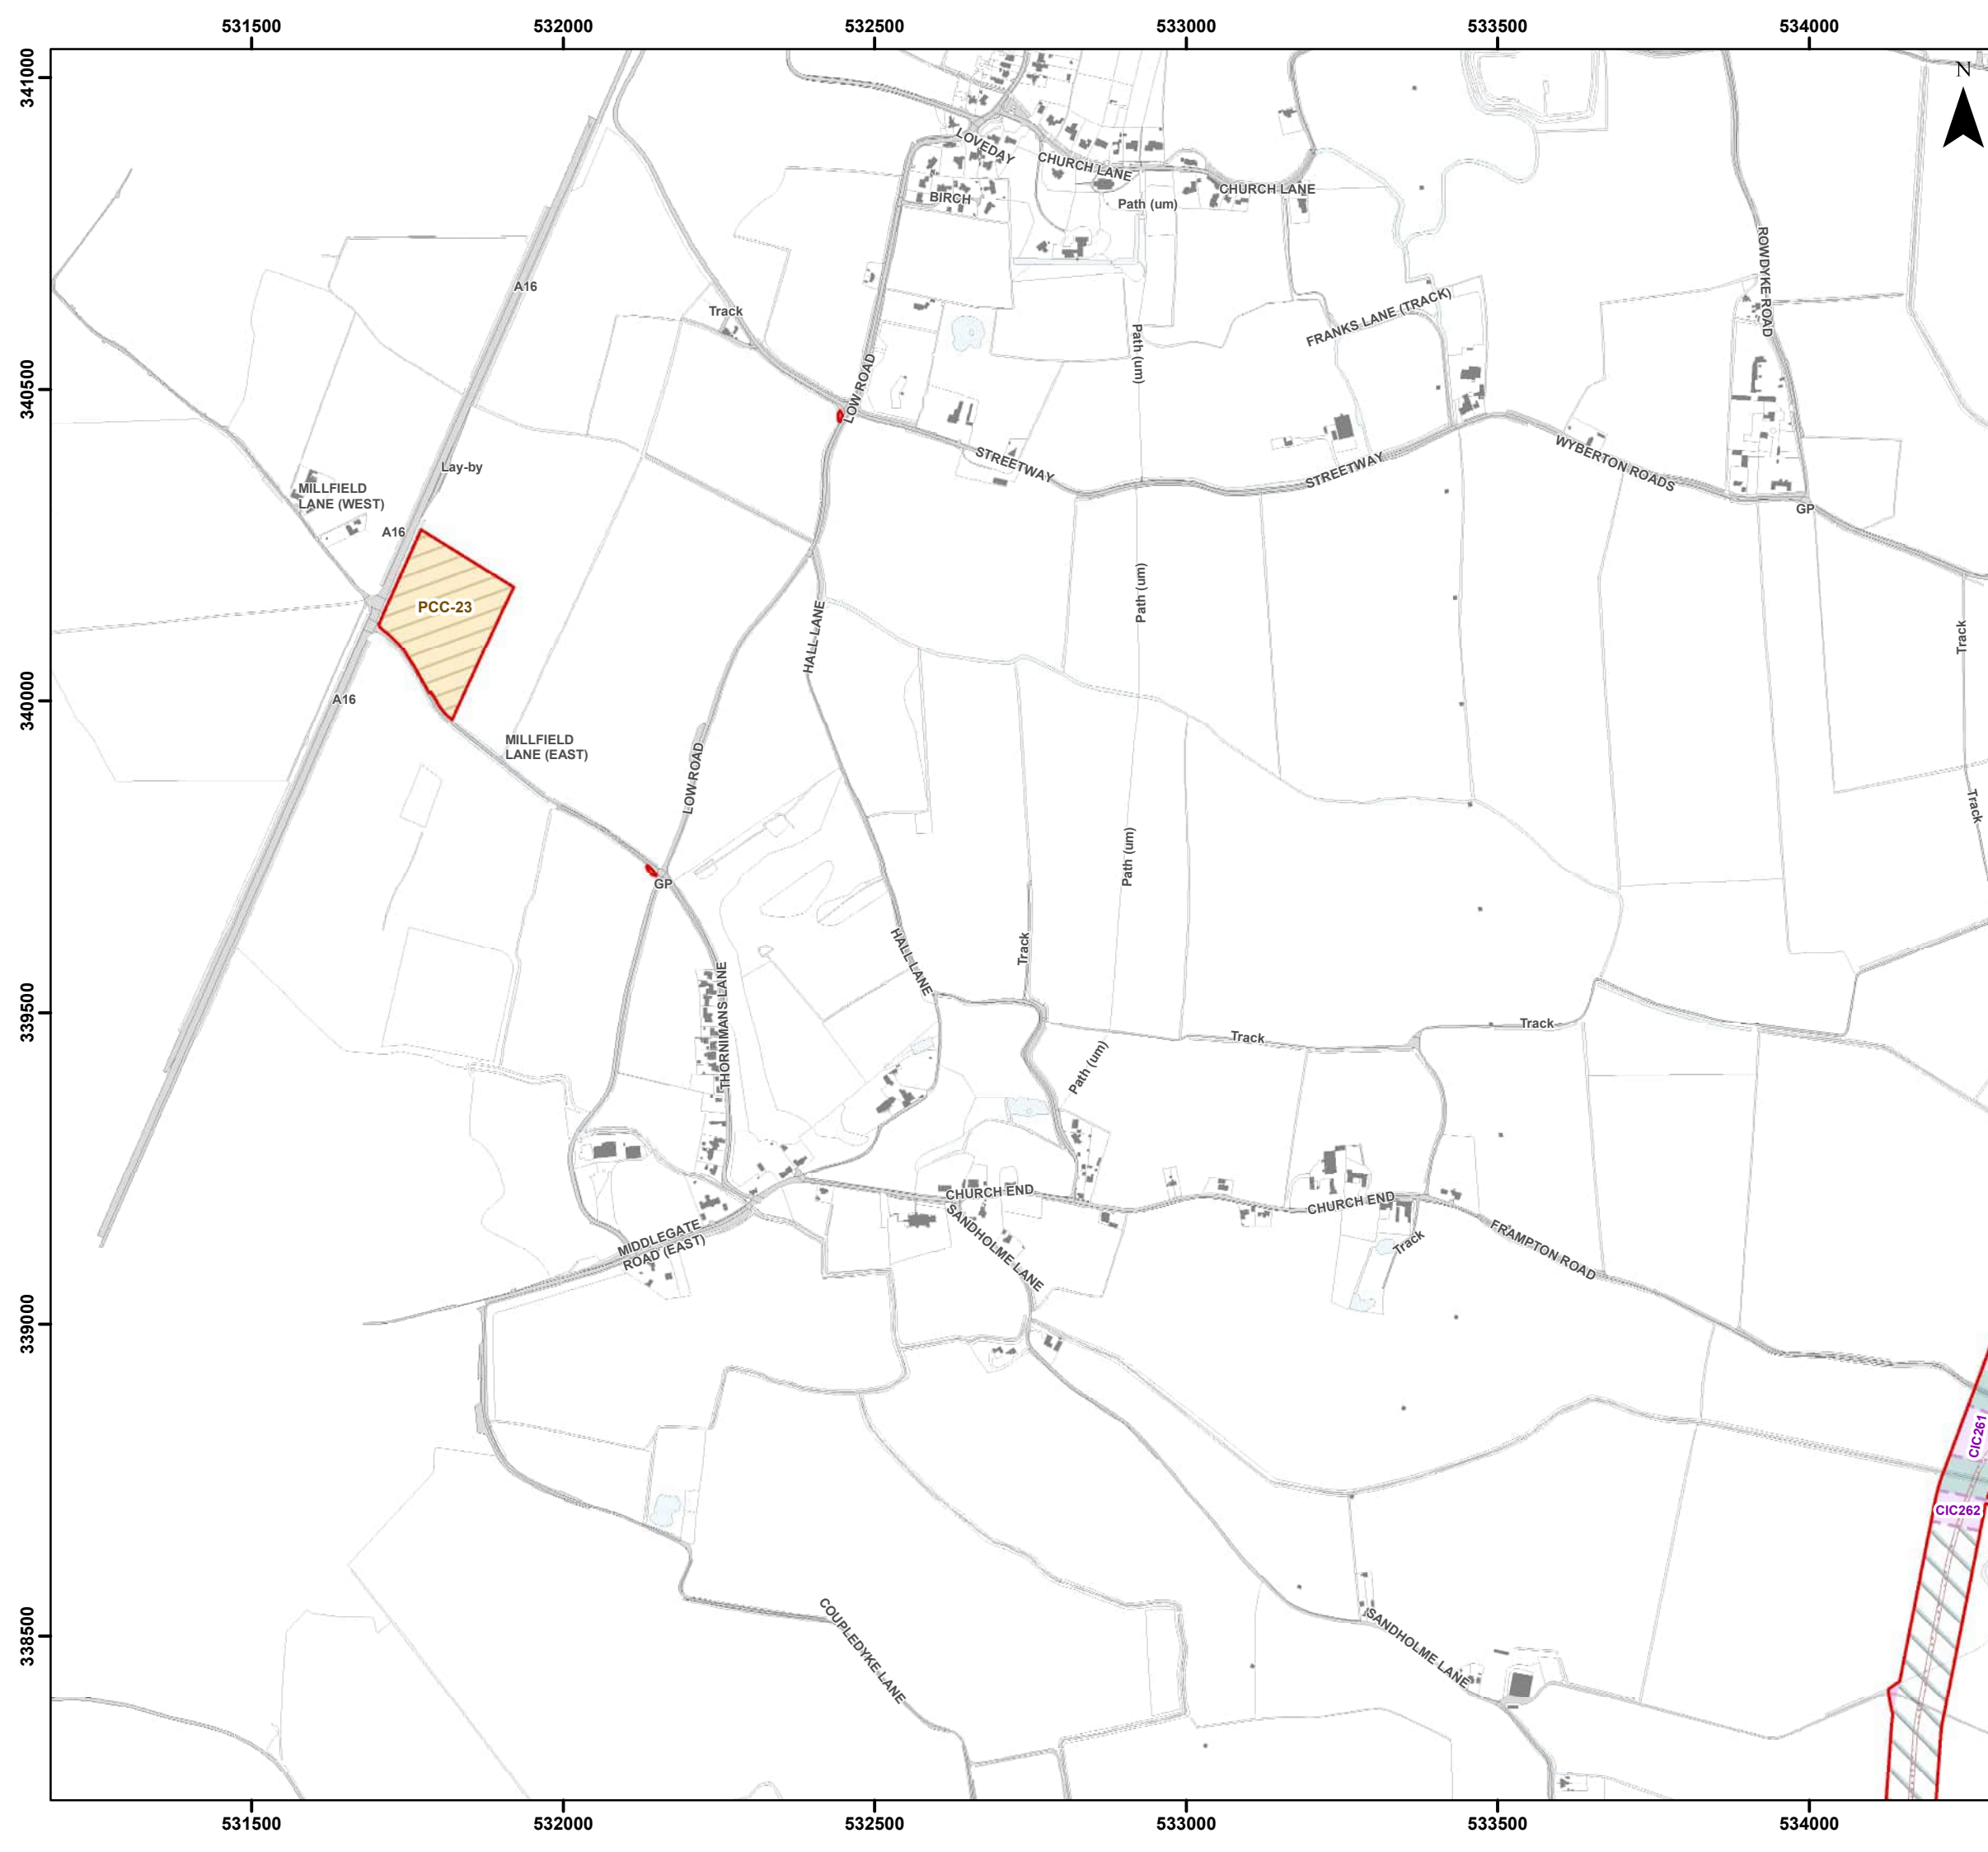 531500
532000
532500
533000
533500
534000
341000
340500
340000
339500
339000
338500
N
LOVEDAY
CHURCH LANE
CHURCH LANE
BIRCH
Path (um)
ROWDYKE ROAD
A16
Track
FRANKS LANE (TRACK)
Path (um)
LOW ROAD
STREETWAY
STREETWAY
WYBERTON ROADS
GP
Lay-by
MILLFIELD
LANE (WEST)
A16
PCC-23
Path (um)
HALL LANE
Track
A16
MILLFIELD
LANE (EAST)
LOW ROAD
Track
Path (um)
GP
HALL LANE
Track
THORNIMANS LANE
Track
Track
Path (um)
CHURCH END
CHURCH END
SANDHOLME LANE
MIDDLEGATE
ROAD (EAST)
Track
FRAMPTON ROAD
CIC261
CIC262
COUPLEDYKE LANE
SANDHOLME LANE
531500
532000
532500
533000
533500
534000